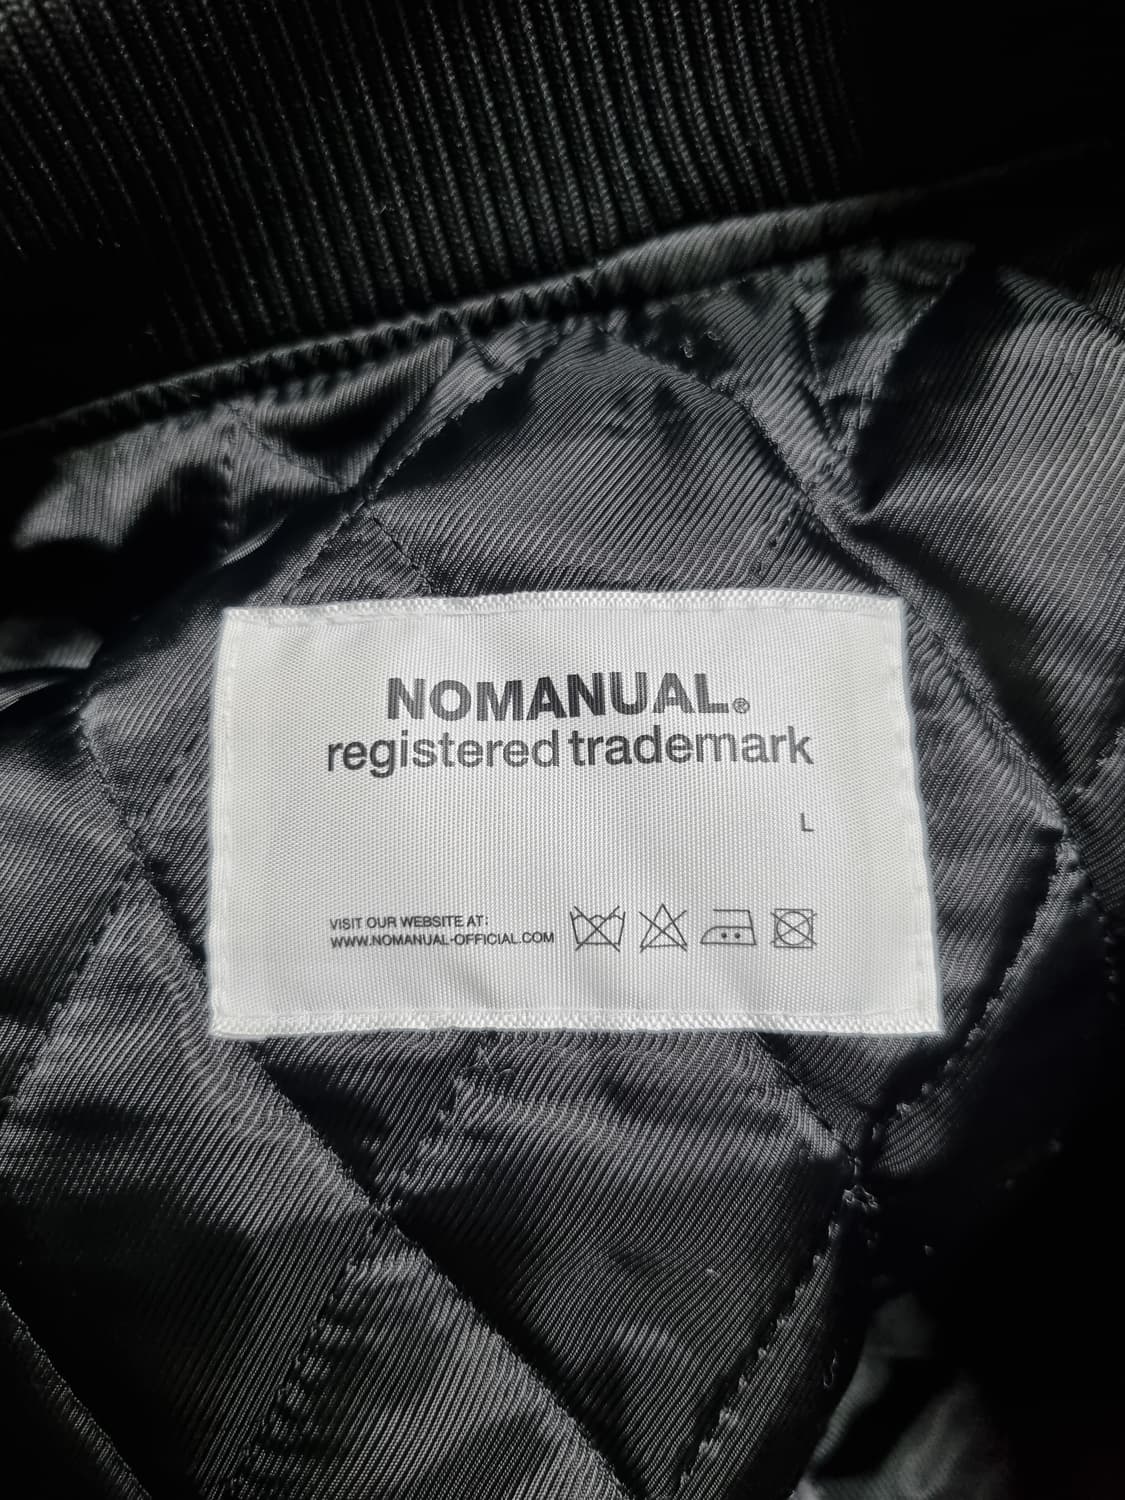 NOMANUAL®
registered trademark
L
VISIT OUR WEBSITE AT:
WWW.NOMANUAL-OFFICIAL.COM